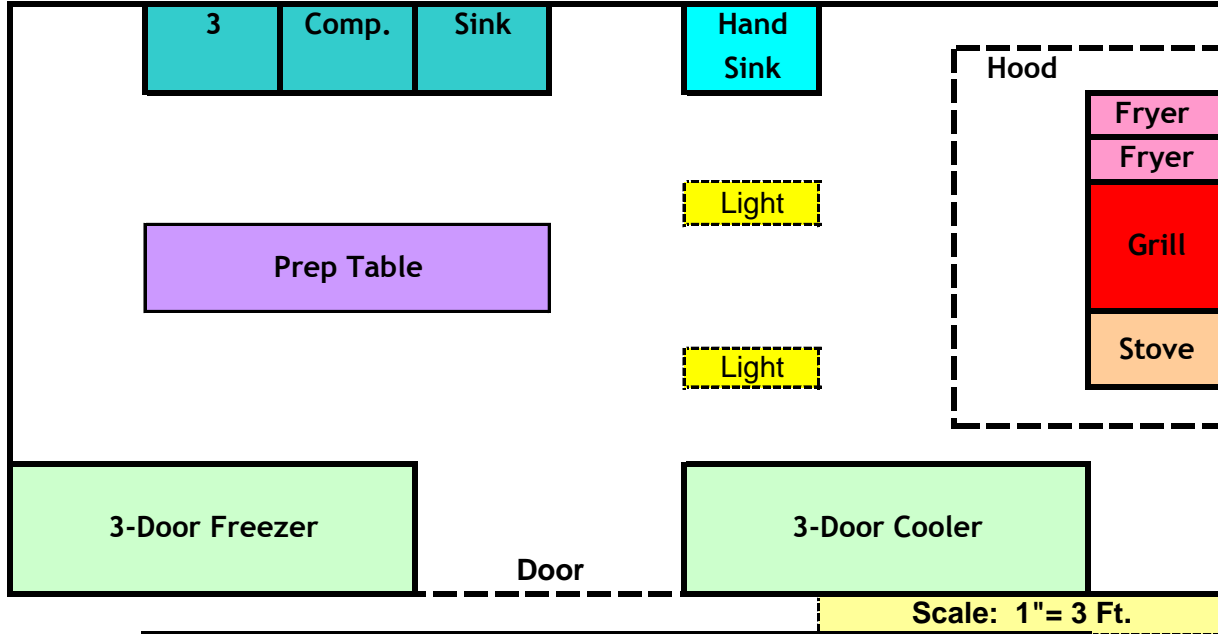 3 Comp. Sink
Hand
Sink
Hood
Fryer
Fryer
Light
Grill
Prep Table
Stove
Light
3-Door Freezer
3-Door Cooler
Door
Scale: 1"= 3 Ft.